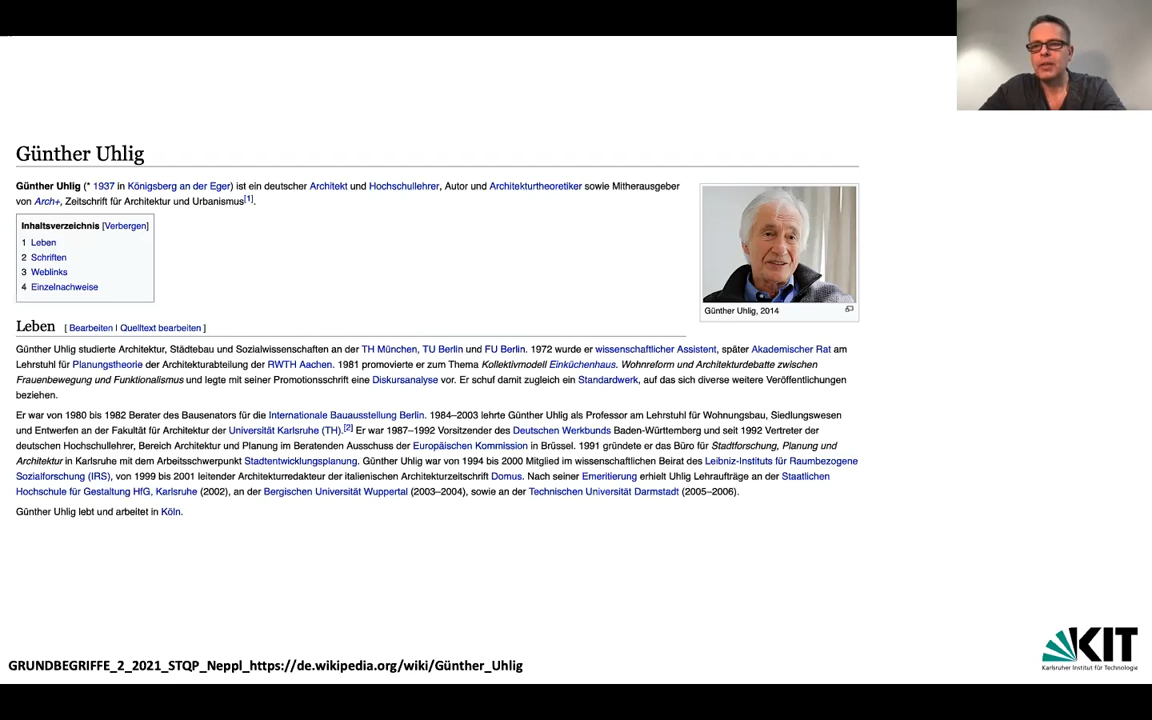 Günther Uhlig
Günther Uhlig (* 1937 in Königsberg an der Eger) ist ein deutscher Architekt und Hochschullehrer, Autor und Architekturtheoretiker sowie Mitherausgeber
von Arch+, Zeitschrift für Architektur und Urbanismus[1].
Inhaltsverzeichnis [Verbergen]
1 Leben
2 Schriften
3 Weblinks
4 Einzelnachweise
Günther Uhlig, 2014
Leben [ Bearbeiten | Quelltext bearbeiten ]
Günther Uhlig studierte Architektur, Städtebau und Sozialwissenschaften an der TH München, TU Berlin und FU Berlin. 1972 wurde er wissenschaftlicher Assistent, später Akademischer Rat am
Lehrstuhl für Planungstheorie der Architekturabteilung der RWTH Aachen. 1981 promovierte er zum Thema Kollektivmodell Einküchenhaus. Wohnreform und Architekturdebatte zwischen
Frauenbewegung und Funktionalismus und legte mit seiner Promotionsschrift eine Diskursanalyse vor. Er schuf damit zugleich ein Standardwerk, auf das sich diverse weitere Veröffentlichungen
beziehen.
Er war von 1980 bis 1982 Berater des Bausenators für die Internationale Bauausstellung Berlin. 1984–2003 lehrte Günther Uhlig als Professor am Lehrstuhl für Wohnungsbau, Siedlungswesen
und Entwerfen an der Fakultät für Architektur der Universität Karlsruhe (TH).[2] Er war 1987–1992 Vorsitzender des Deutschen Werkbunds Baden-Württemberg und seit 1992 Vertreter der
deutschen Hochschullehrer, Bereich Architektur und Planung im Beratenden Ausschuss der Europäischen Kommission in Brüssel. 1991 gründete er das Büro für Stadtforschung, Planung und
Architektur in Karlsruhe mit dem Arbeitsschwerpunkt Stadtentwicklungsplanung. Günther Uhlig war von 1994 bis 2000 Mitglied im wissenschaftlichen Beirat des Leibniz-Instituts für Raumbezogene
Sozialforschung (IRS), von 1999 bis 2001 leitender Architekturredakteur der italienischen Architekturzeitschrift Domus. Nach seiner Emeritierung erhielt Uhlig Lehraufträge an der Staatlichen
Hochschule für Gestaltung HfG, Karlsruhe (2002), an der Bergischen Universität Wuppertal (2003–2004), sowie an der Technischen Universität Darmstadt (2005–2006).
Günther Uhlig lebt und arbeitet in Köln.
KIT
Karlsruher Institut für Technologie
GRUNDBEGRIFFE_2_2021_STQP_Neppl_https://de.wikipedia.org/wiki/Günther_Uhlig